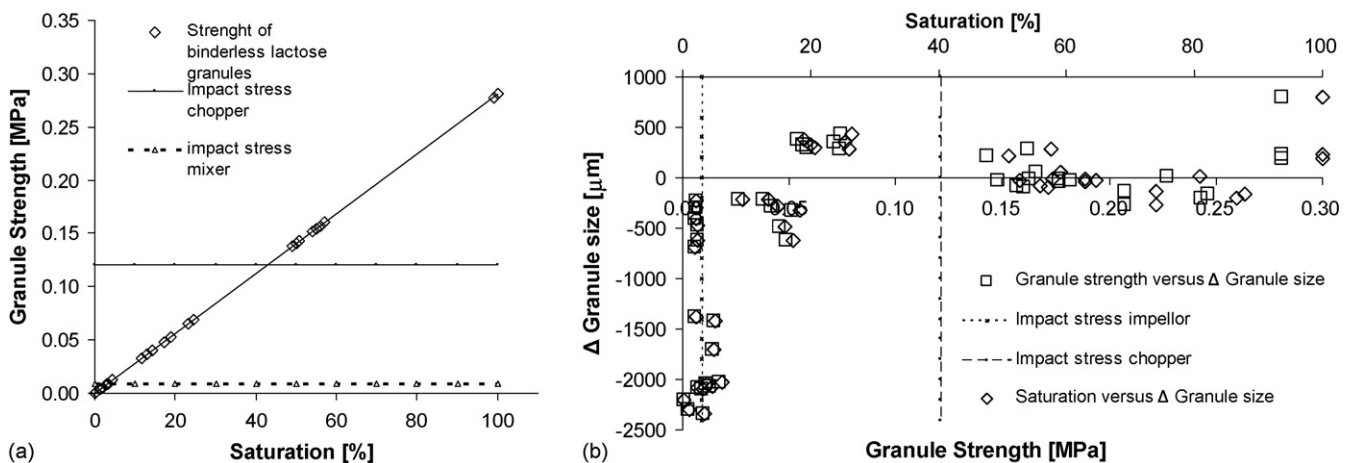 0.35
0.30
0.25
0.20
0.15
0.10
0.05
0.00
Granule Strength [MPa]
Strenght of
binderless lactose
granules
Impact stress
chopper
impact stress
mixer
0 20 40 60 80 100
Saturation [%]
(a)
Saturation [%]
0 20 40 60 80 100
1000
500
0
-500
-1000
-1500
-2000
-2500
Δ Granule size [μm]
0.05 0.10 0.15 0.20 0.25 0.30
Granule strength versus Δ Granule size
Impact stress impellor
Impact stress chopper
Saturation versus Δ Granule size
Granule Strength [MPa]
(b)